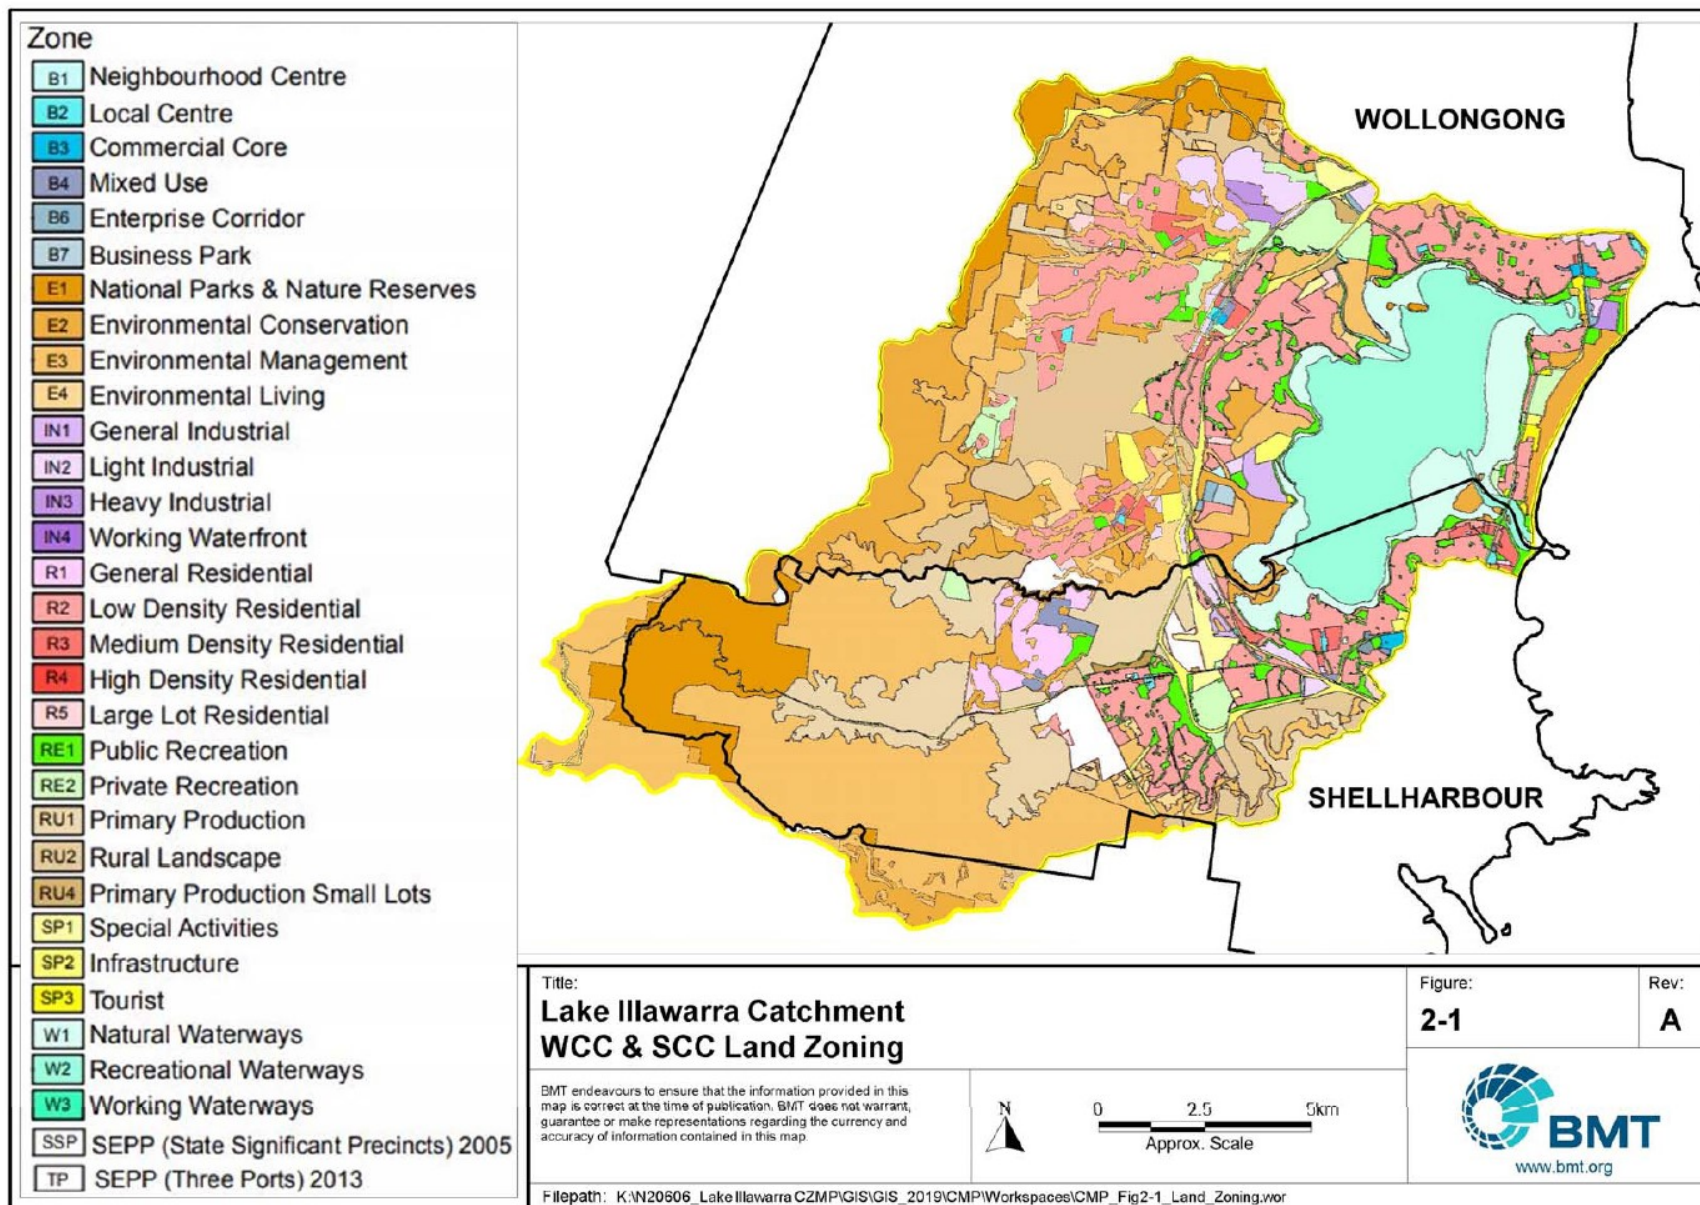 Zone
B1 Neighbourhood Centre
B2 Local Centre
B3 Commercial Core
B4 Mixed Use
B6 Enterprise Corridor
B7 Business Park
E1 National Parks & Nature Reserves
E2 Environmental Conservation
E3 Environmental Management
E4 Environmental Living
IN1 General Industrial
IN2 Light Industrial
IN3 Heavy Industrial
IN4 Working Waterfront
R1 General Residential
R2 Low Density Residential
R3 Medium Density Residential
R4 High Density Residential
R5 Large Lot Residential
RE1 Public Recreation
RE2 Private Recreation
RU1 Primary Production
RU2 Rural Landscape
RU4 Primary Production Small Lots
SP1 Special Activities
SP2 Infrastructure
SP3 Tourist
W1 Natural Waterways
W2 Recreational Waterways
W3 Working Waterways
SSP SEPP (State Significant Precincts) 2005
TP SEPP (Three Ports) 2013
WOLLONGONG
SHELLHARBOUR
Title:
Lake Illawarra Catchment
WCC & SCC Land Zoning
Figure:
2-1
Rev:
A
BMT endeavours to ensure that the information provided in this
map is correct at the time of publication. BMT does not warrant,
guarantee or make representations regarding the currency and
accuracy of information contained in this map.
N
0 2.5 5km
Approx. Scale
BMT
www.bmt.org
Filepath: K:\N20606_Lake Illawarra CZMP\GIS\GIS_2019\CMP\Workspaces\CMP_Fig2-1_Land_Zoning.wor